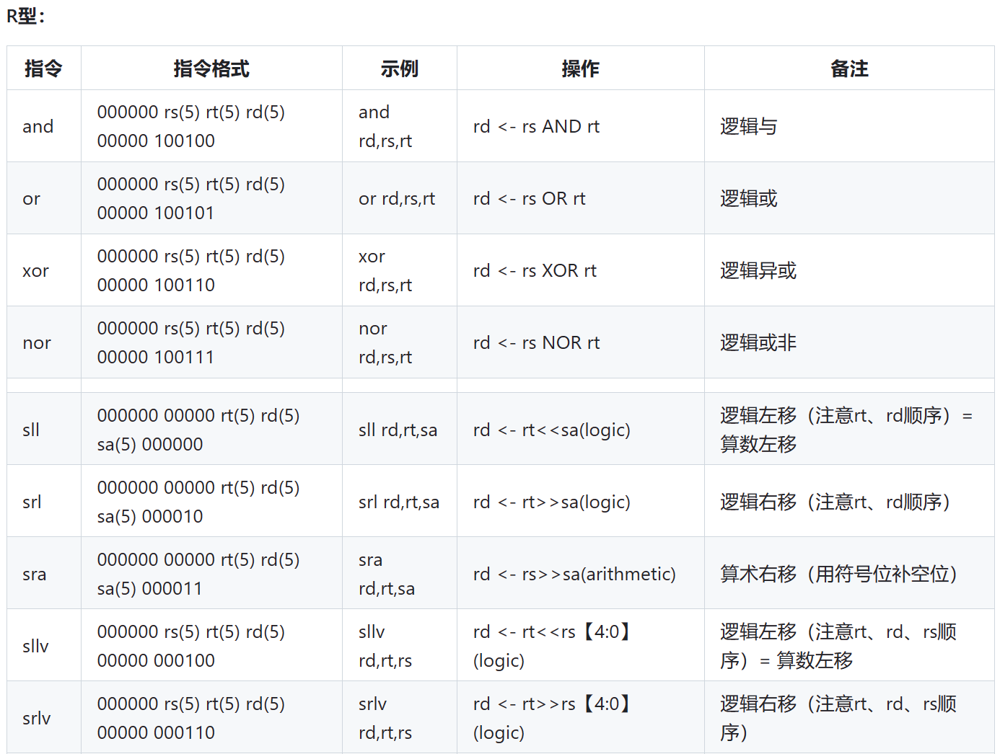 R型：
指令 指令格式 示例 操作 备注
and
000000 rs(5) rt(5) rd(5)
00000 100100
and
rd,rs,rt
rd <- rs AND rt
逻辑与
or
000000 rs(5) rt(5) rd(5)
00000 100101
or rd,rs,rt
rd <- rs OR rt
逻辑或
xor
000000 rs(5) rt(5) rd(5)
00000 100110
xor
rd,rs,rt
rd <- rs XOR rt
逻辑异或
nor
000000 rs(5) rt(5) rd(5)
00000 100111
nor
rd,rs,rt
rd <- rs NOR rt
逻辑或非
sll
000000 00000 rt(5) rd(5)
sa(5) 000000
sll rd,rt,sa
rd <- rt<<sa(logic)
逻辑左移（注意rt、rd顺序）=
算数左移
srl
000000 00000 rt(5) rd(5)
sa(5) 000010
srl rd,rt,sa
rd <- rt>>sa(logic)
逻辑右移（注意rt、rd顺序）
sra
000000 00000 rt(5) rd(5)
sa(5) 000011
sra
rd,rt,sa
rd <- rs>>sa(arithmetic)
算术右移（用符号位补空位）
sllv
000000 rs(5) rt(5) rd(5)
00000 000100
sllv
rd,rt,rs
rd <- rt<<rs【4:0】
(logic)
逻辑左移（注意rt、rd、rs顺
序）= 算数左移
srlv
000000 rs(5) rt(5) rd(5)
00000 000110
srlv
rd,rt,rs
rd <- rt>>rs【4:0】
(logic)
逻辑右移（注意rt、rd、rs顺
序）